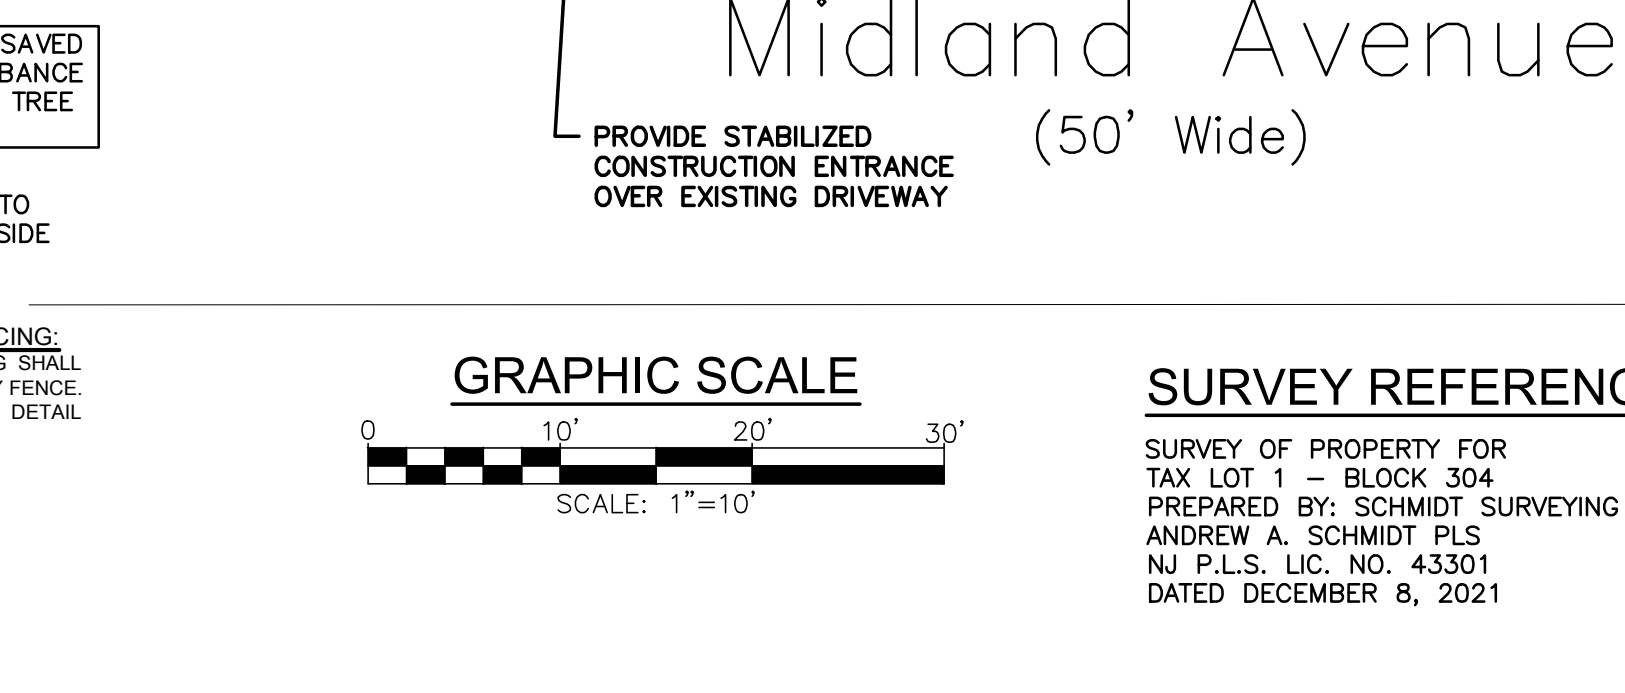 SAVED
BANCE
TREE
TO
SIDE
Midland Avenue
(50' Wide)
PROVIDE STABILIZED
CONSTRUCTION ENTRANCE
OVER EXISTING DRIVEWAY
CING:
G SHALL
Y FENCE.
DETAIL
GRAPHIC SCALE
0 10' 20' 30'
SCALE: 1"=10'
SURVEY REFERENC
SURVEY OF PROPERTY FOR
TAX LOT 1 – BLOCK 304
PREPARED BY: SCHMIDT SURVEYING
ANDREW A. SCHMIDT PLS
NJ P.L.S. LIC. NO. 43301
DATED DECEMBER 8, 2021